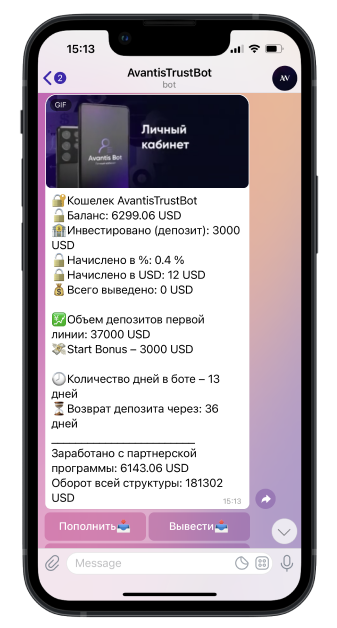 15:13
2
AvantisTrustBot
bot
AV
GIF
Личный
кабинет
Avantis Bot
🔐Кошелек AvantisTrustBot
🔒Баланс: 6299.06 USD
🏦Инвестировано (депозит): 3000
USD
🔒Начислено в %: 0.4 %
🔒Начислено в USD: 12 USD
💰Всего выведено: 0 USD
💹Объем депозитов первой
линии: 37000 USD
💸Start Bonus – 3000 USD
🕗Количество дней в боте – 13
дней
⏳Возврат депозита через: 36
дней
Заработано с партнерской
программы: 6143.06 USD
Оборот всей структуры: 181302
USD
15:13
Пополнить📥
Вывести📤
Message